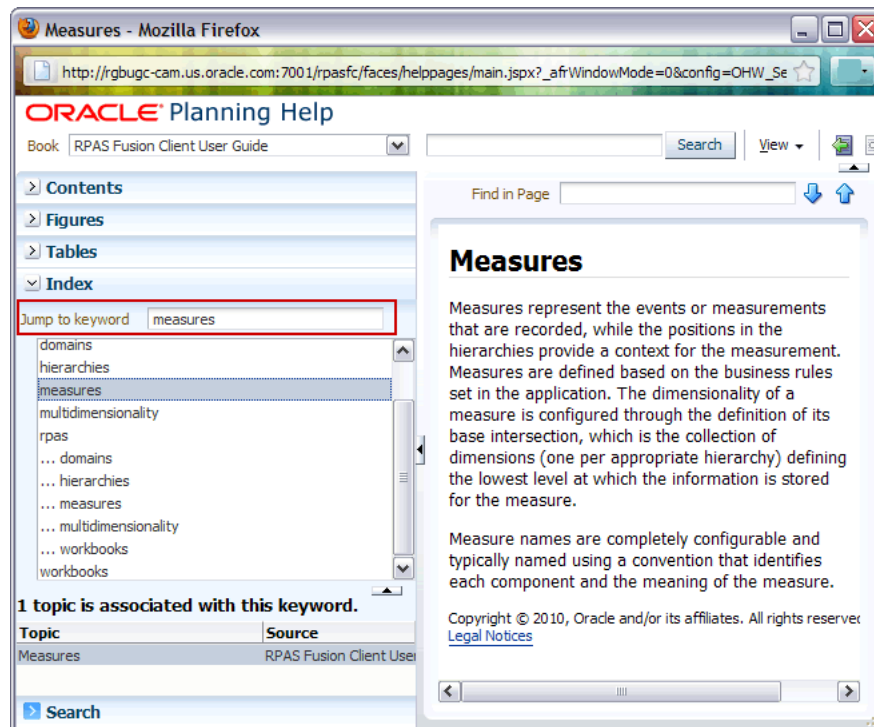 Measures - Mozilla Firefox
http://rgbugc-cam.us.oracle.com:7001/rpasfc/faces/helppages/main.jspx?_afrWindowMode=0&config=OHW_Se
ORACLE Planning Help
Book RPAS Fusion Client User Guide Search View
Contents
Figures
Tables
Index
Jump to keyword measures
domains
hierarchies
measures
multidimensionality
rpas
... domains
... hierarchies
... measures
... multidimensionality
... workbooks
workbooks
1 topic is associated with this keyword.
Topic Source
Measures RPAS Fusion Client User
Search
Find in Page
Measures
Measures represent the events or measurements
that are recorded, while the positions in the
hierarchies provide a context for the measurement.
Measures are defined based on the business rules
set in the application. The dimensionality of a
measure is configured through the definition of its
base intersection, which is the collection of
dimensions (one per appropriate hierarchy) defining
the lowest level at which the information is stored
for the measure.
Measure names are completely configurable and
typically named using a convention that identifies
each component and the meaning of the measure.
Copyright © 2010, Oracle and/or its affiliates. All rights reserved
Legal Notices